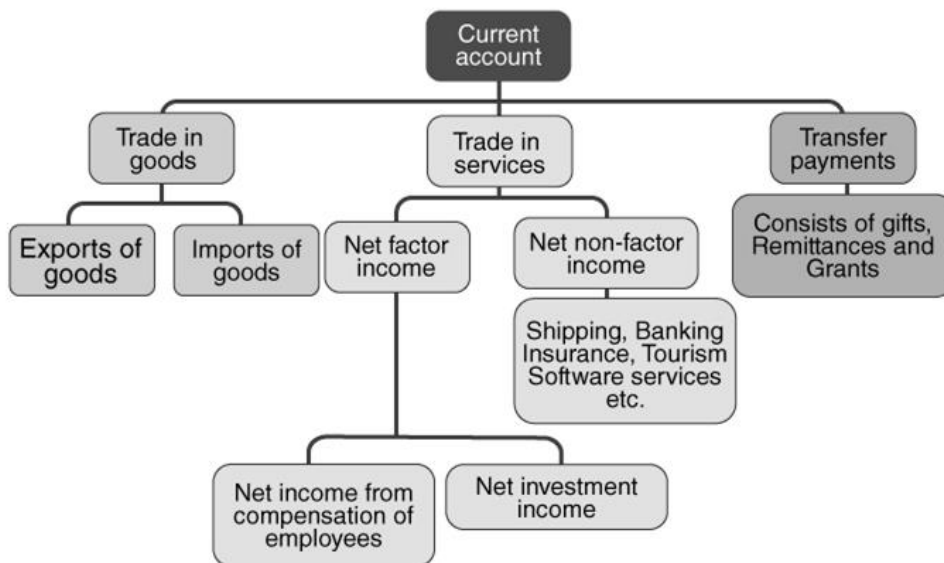 Current
account
Trade in
goods
Trade in
services
Transfer
payments
Exports of
goods
Imports of
goods
Net factor
income
Net non-factor
income
Consists of gifts,
Remittances and
Grants
Shipping, Banking
Insurance, Tourism
Software services
etc.
Net income from
compensation of
employees
Net investment
income